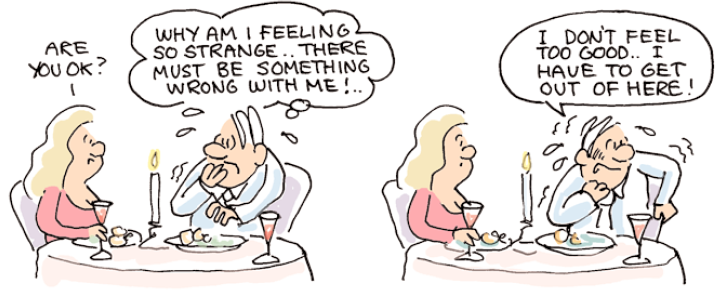 ARE
YOU OK?
WHY AM I FEELING
SO STRANGE.. THERE
MUST BE SOMETHING
WRONG WITH ME!..
I DON'T FEEL
TOO GOOD.. I
HAVE TO GET
OUT OF HERE!